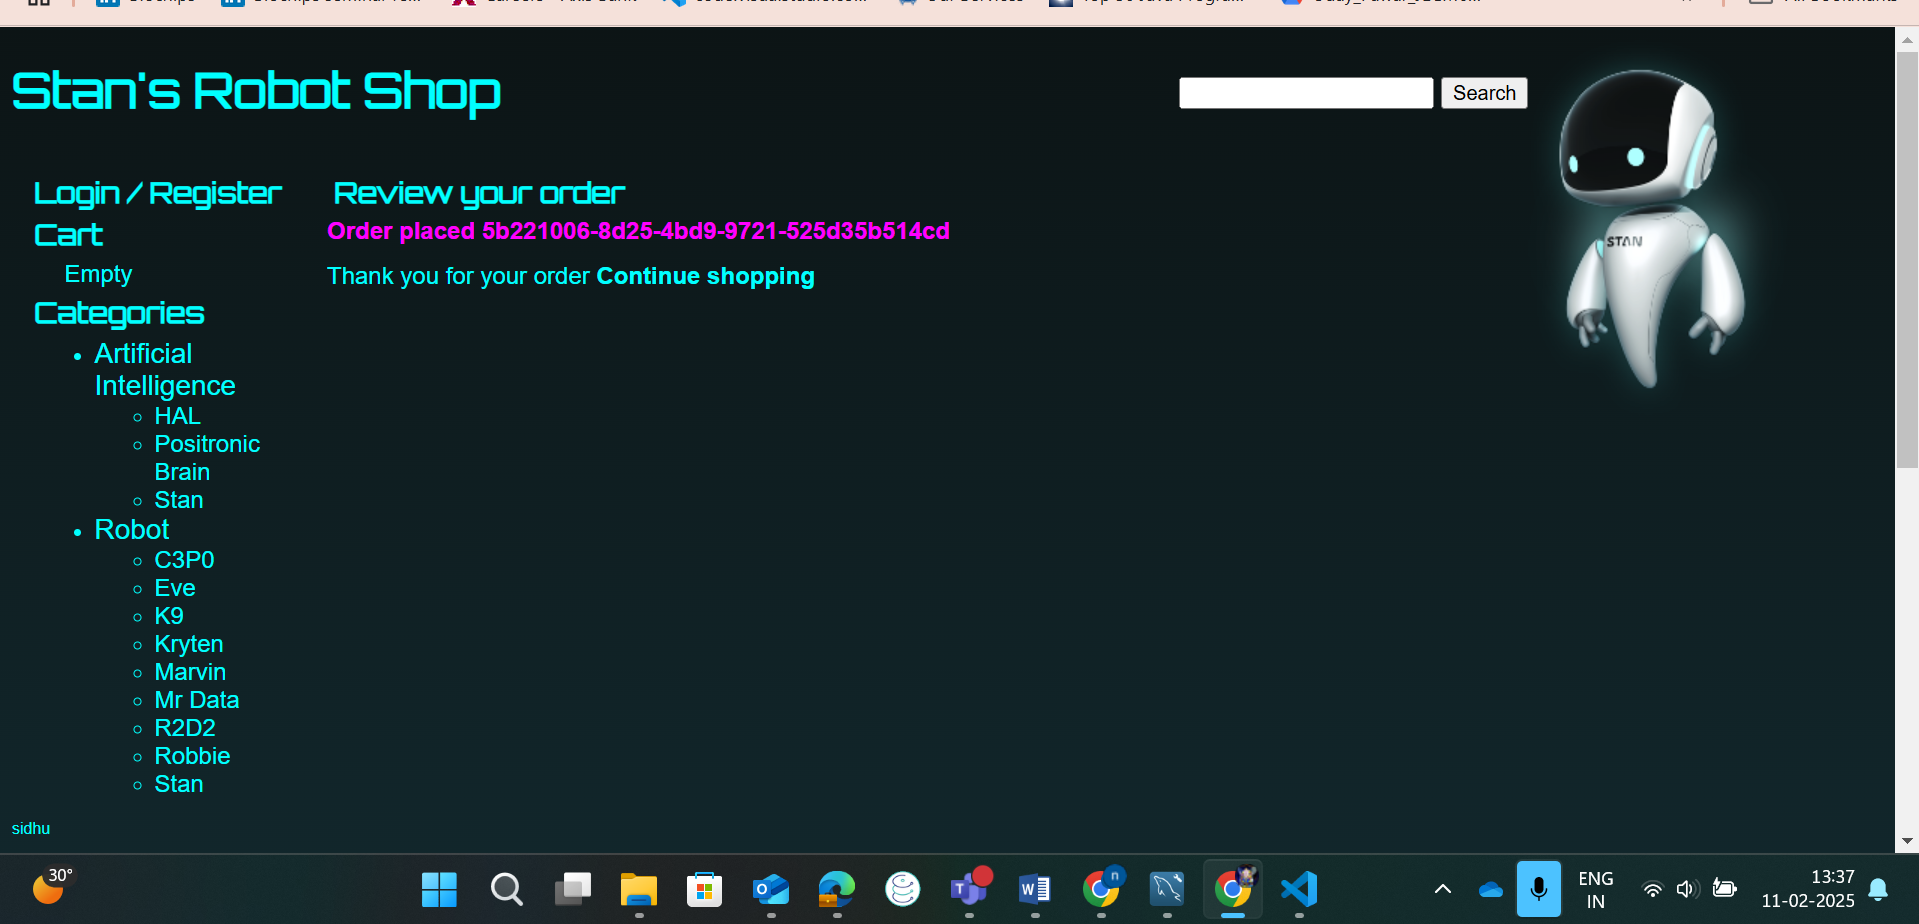 Stan's Robot Shop
Search
Login / Register
Cart
Empty
Categories
Artificial
Intelligence
HAL
Positronic
Brain
Stan
Robot
C3P0
Eve
K9
Kryten
Marvin
Mr Data
R2D2
Robbie
Stan
sidhu
Review your order
Order placed 5b221006-8d25-4bd9-9721-525d35b514cd
Thank you for your order Continue shopping
STAN
30°
n
ENG
IN
13:37
11-02-2025